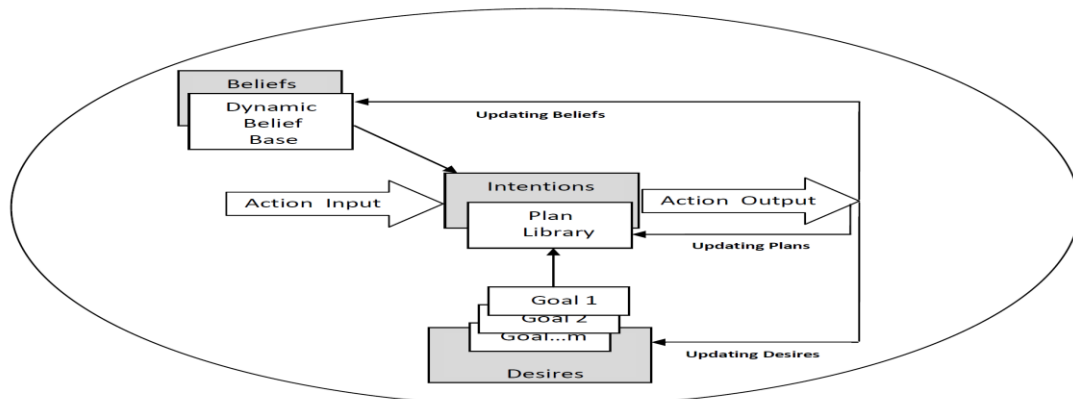 Beliefs
Dynamic
Belief
Base
Updating Beliefs
Intentions
Action Input
Action Output
Plan
Library
Updating Plans
Goal 1
Goal 2
Goal...m
Updating Desires
Desires